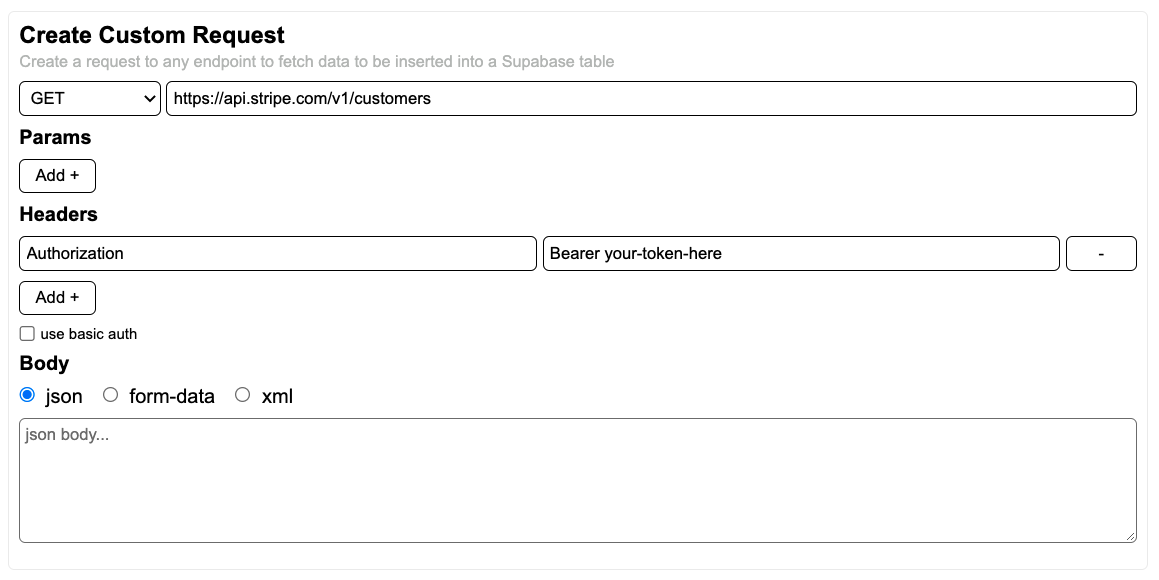 Create Custom Request
Create a request to any endpoint to fetch data to be inserted into a Supabase table
GET https://api.stripe.com/v1/customers
Params
Add +
Headers
Authorization Bearer your-token-here -
Add +
use basic auth
Body
json form-data xml
json body...